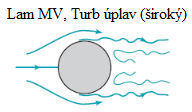 Lam MV, Turb úplav (široký)